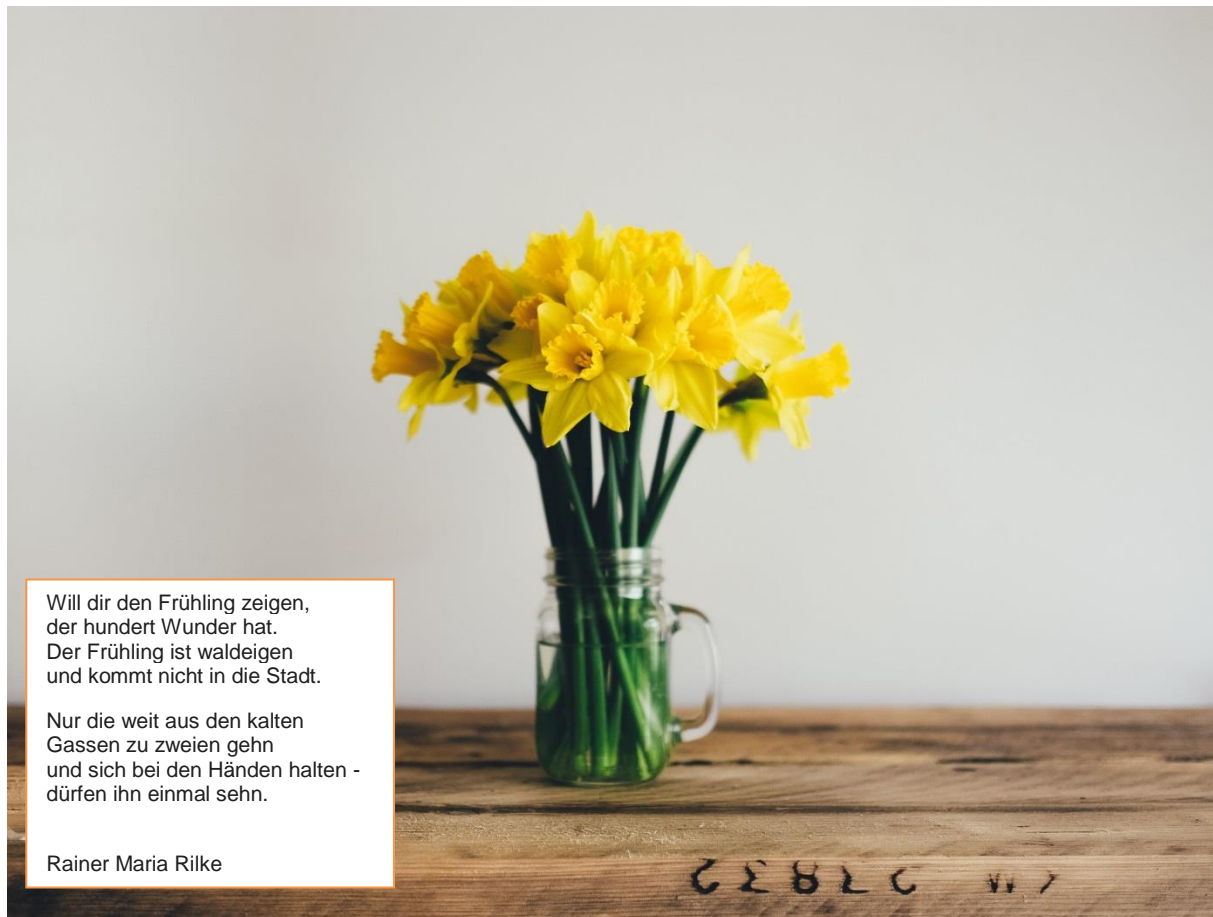 Will dir den Frühling zeigen,
der hundert Wunder hat.
Der Frühling ist waldeigen
und kommt nicht in die Stadt.
Nur die weit aus den kalten
Gassen zu zweien gehn
und sich bei den Händen halten -
dürfen ihn einmal sehn.
Rainer Maria Rilke